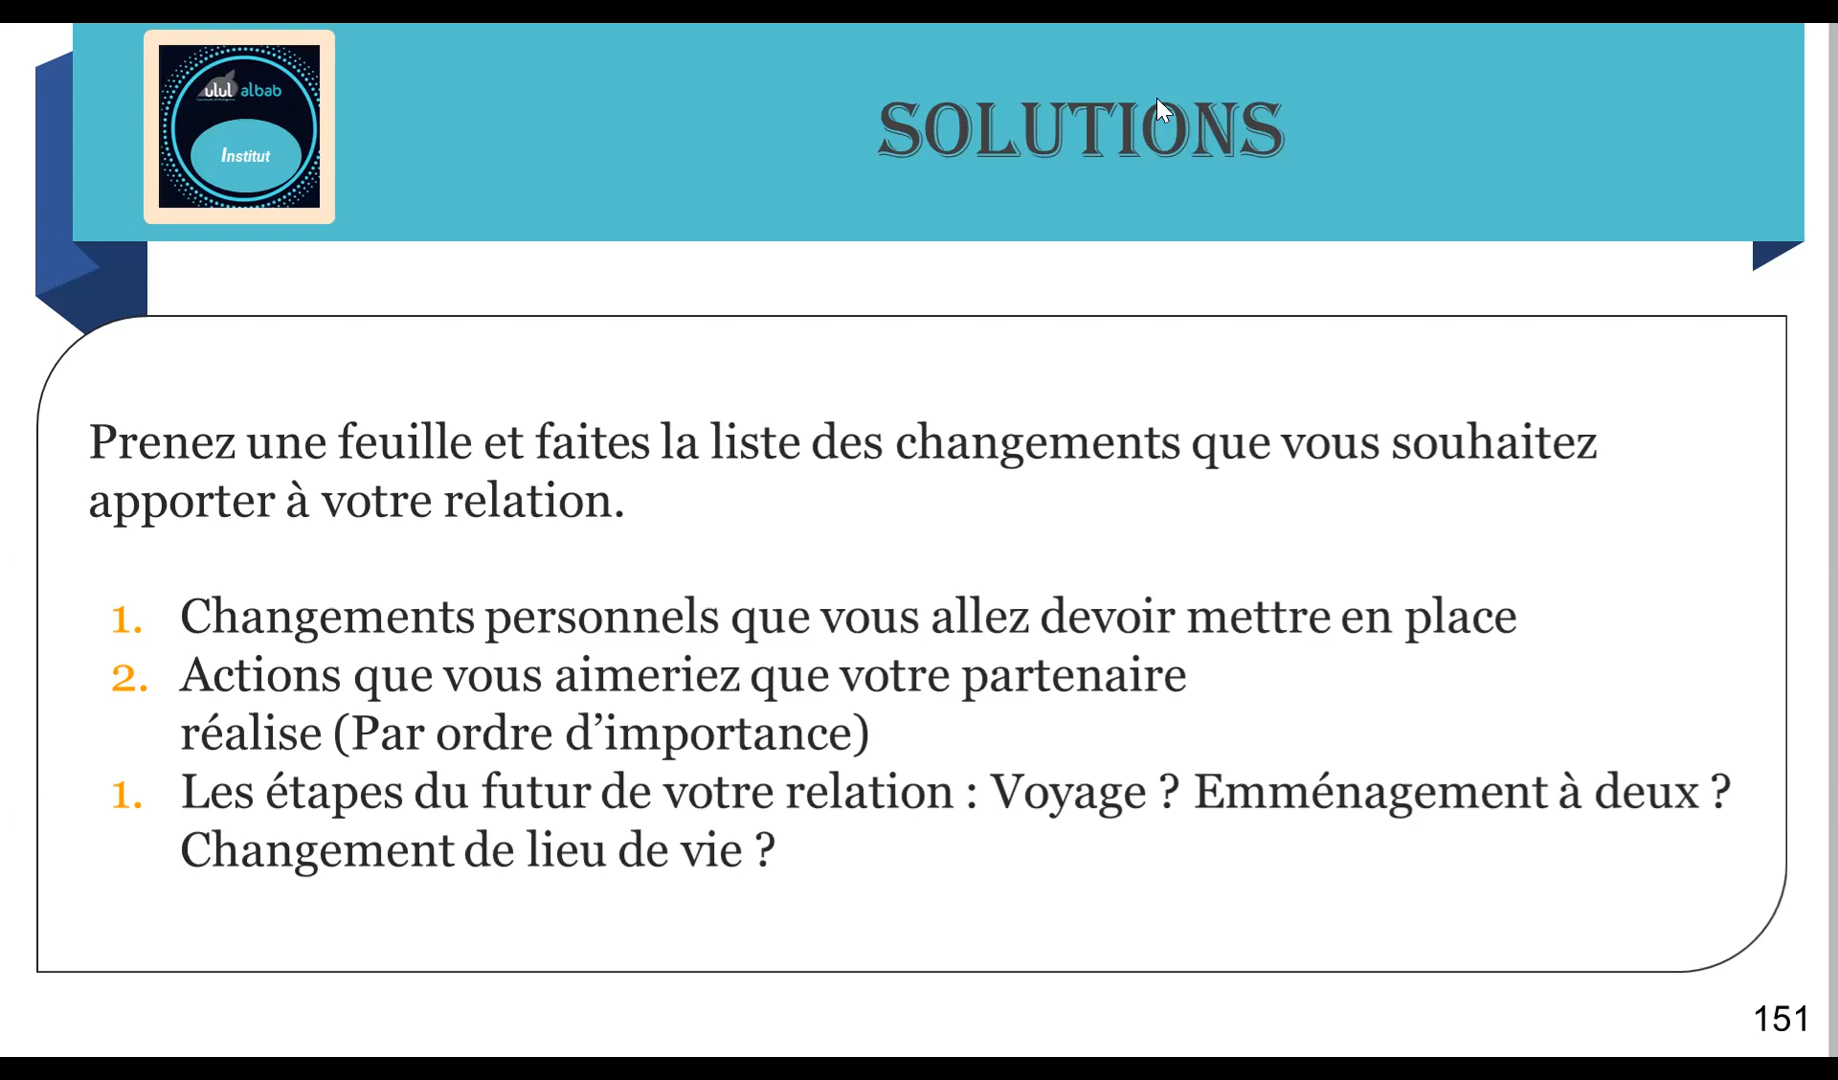 ulul albab
Institut
SOLUTIONS
Prenez une feuille et faites la liste des changements que vous souhaitez
apporter à votre relation.
1. Changements personnels que vous allez devoir mettre en place
2. Actions que vous aimeriez que votre partenaire
réalise (Par ordre d’importance)
1. Les étapes du futur de votre relation : Voyage ? Emménagement à deux ?
Changement de lieu de vie ?
151